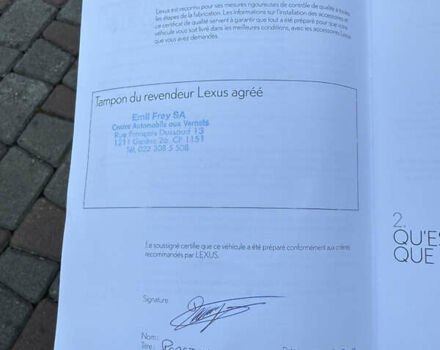 Lexus est reconnu pour ses mesures rigoureuses de contrôle de qualité à toutes
les étapes de la fabrication. Les informations sur l'installation des accessoires et
ce certificat de qualité servent à garantir que tout a été préparé pour que votre
véhicule vous soit livré dans les meilleures conditions, avec les accessoires Lexus
que vous avez demandés.
Tampon du revendeur Lexus agréé
Emil Frey SA
Centre Automobile aux Vernets
Rue François Dussaud 13
1211 Genève 26, CP 1151
Tél. 022 308 5 508
Je soussigné certifie que ce véhicule a été préparé conformément aux critères
recommandés par LEXUS.
Signature
Nom:
Titre:
2.
QU'ES
QUE